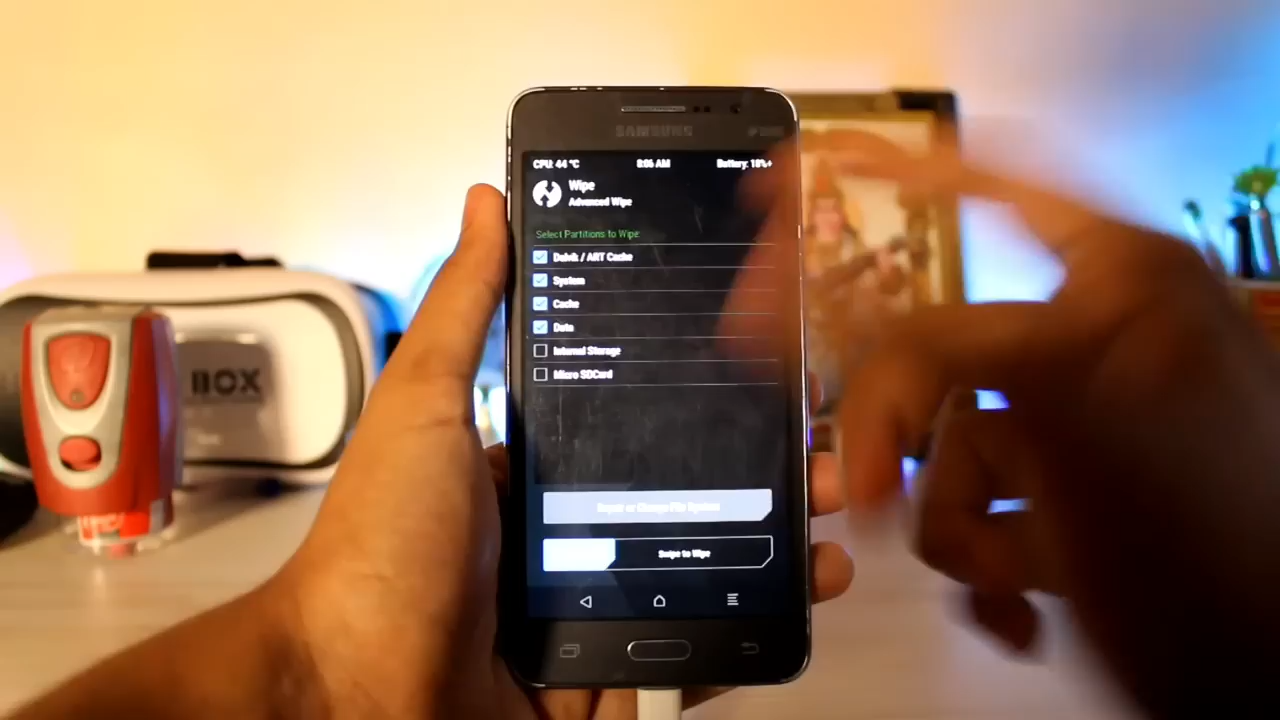 SAMSUNG
CPU: 44 °C 8:06 AM Battery: 18%+
Wipe
Advanced Wipe
Select Partitions to Wipe:
Dalvik / ART Cache
System
Cache
Data
Internal Storage
Micro SDCard
Repair or Change File System
Swipe to Wipe
BOX